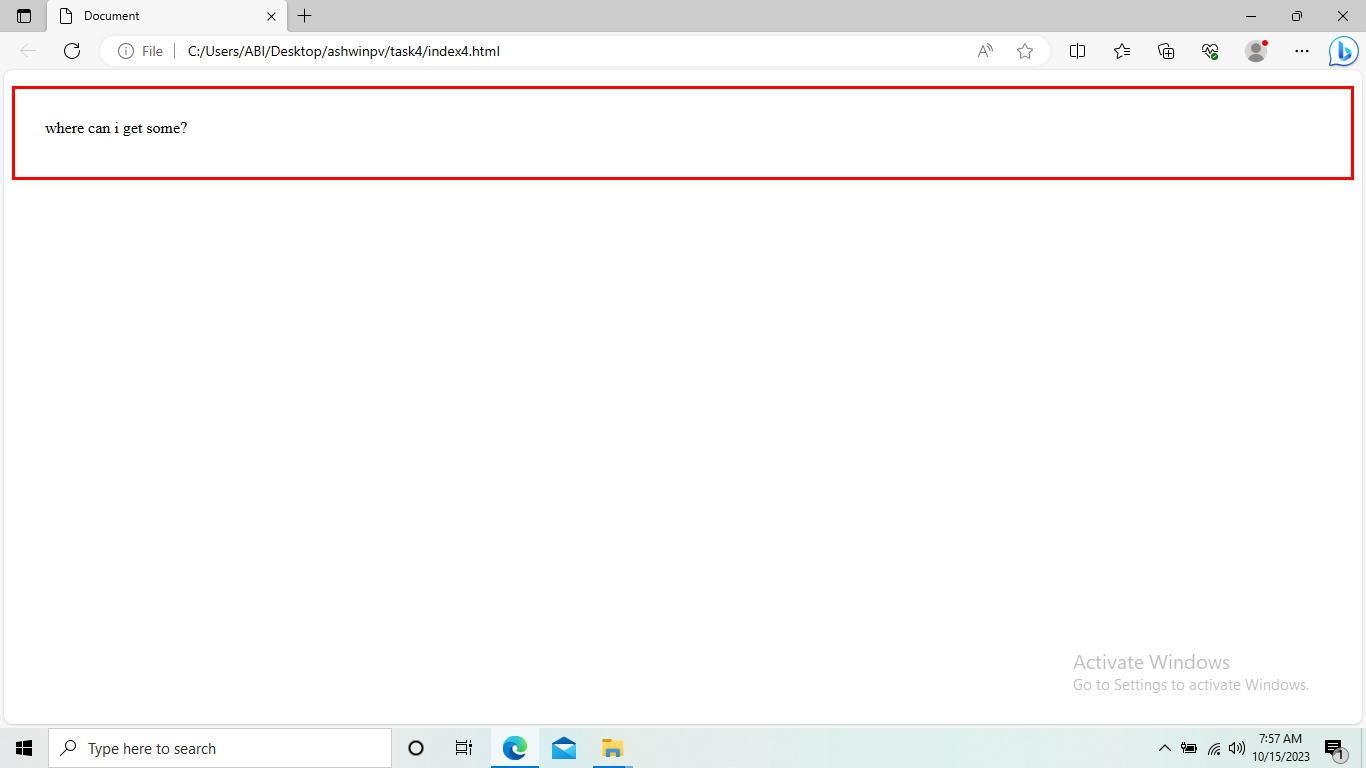 Document
File
C:/Users/ABI/Desktop/ashwinpv/task4/index4.html
where can i get some?
Activate Windows
Go to Settings to activate Windows.
Type here to search
7:57 AM
10/15/2023
1